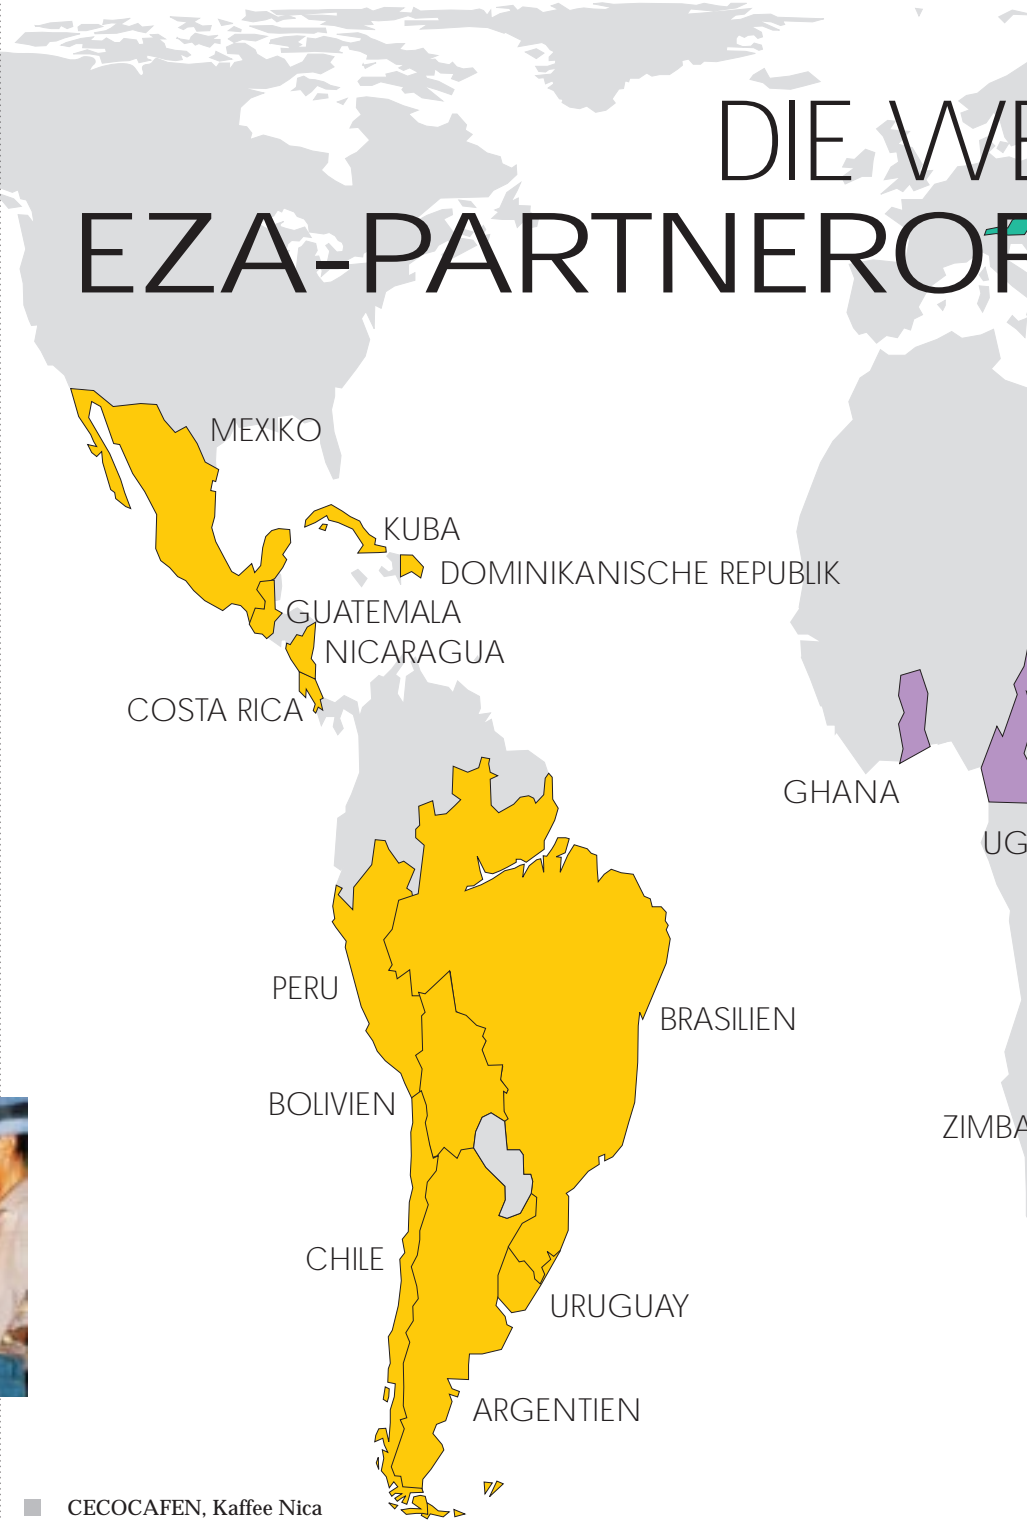 DIE WE
EZA-PARTNEROR
MEXIKO
KUBA
DOMINIKANISCHE REPUBLIK
GUATEMALA
NICARAGUA
COSTA RICA
GHANA
UG
PERU
BRASILIEN
BOLIVIEN
ZIMBA
CHILE
URUGUAY
ARGENTIEN
CECOCAFEN, Kaffee Nica